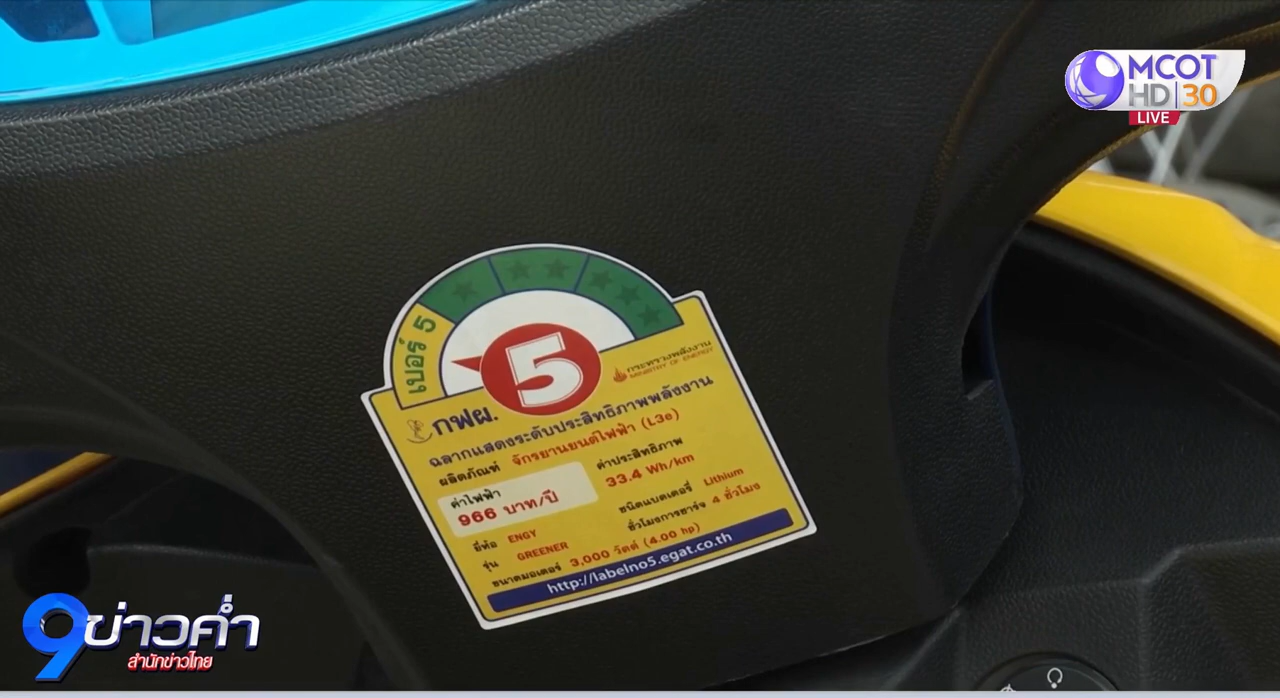 MCOT
HD 30
LIVE
เบอร์ 5
5
กระทรวงพลังงาน
MINISTRY OF ENERGY
กฟผ.
ฉลากแสดงระดับประสิทธิภาพพลังงาน
ผลิตภัณฑ์ จักรยานยนต์ไฟฟ้า (L3e)
ค่าไฟฟ้า
966 บาท/ปี
ค่าประสิทธิภาพ
33.4 Wh/km
ยี่ห้อ ENGY
ชนิดแบตเตอรี่ Lithium
รุ่น GREENER
ชั่วโมงการชาร์จ 4 ชั่วโมง
ขนาดมอเตอร์ 3,000 วัตต์ (4.00 hp)
http://labelno5.egat.co.th
9 ข่าวค่ำ
สำนักข่าวไทย